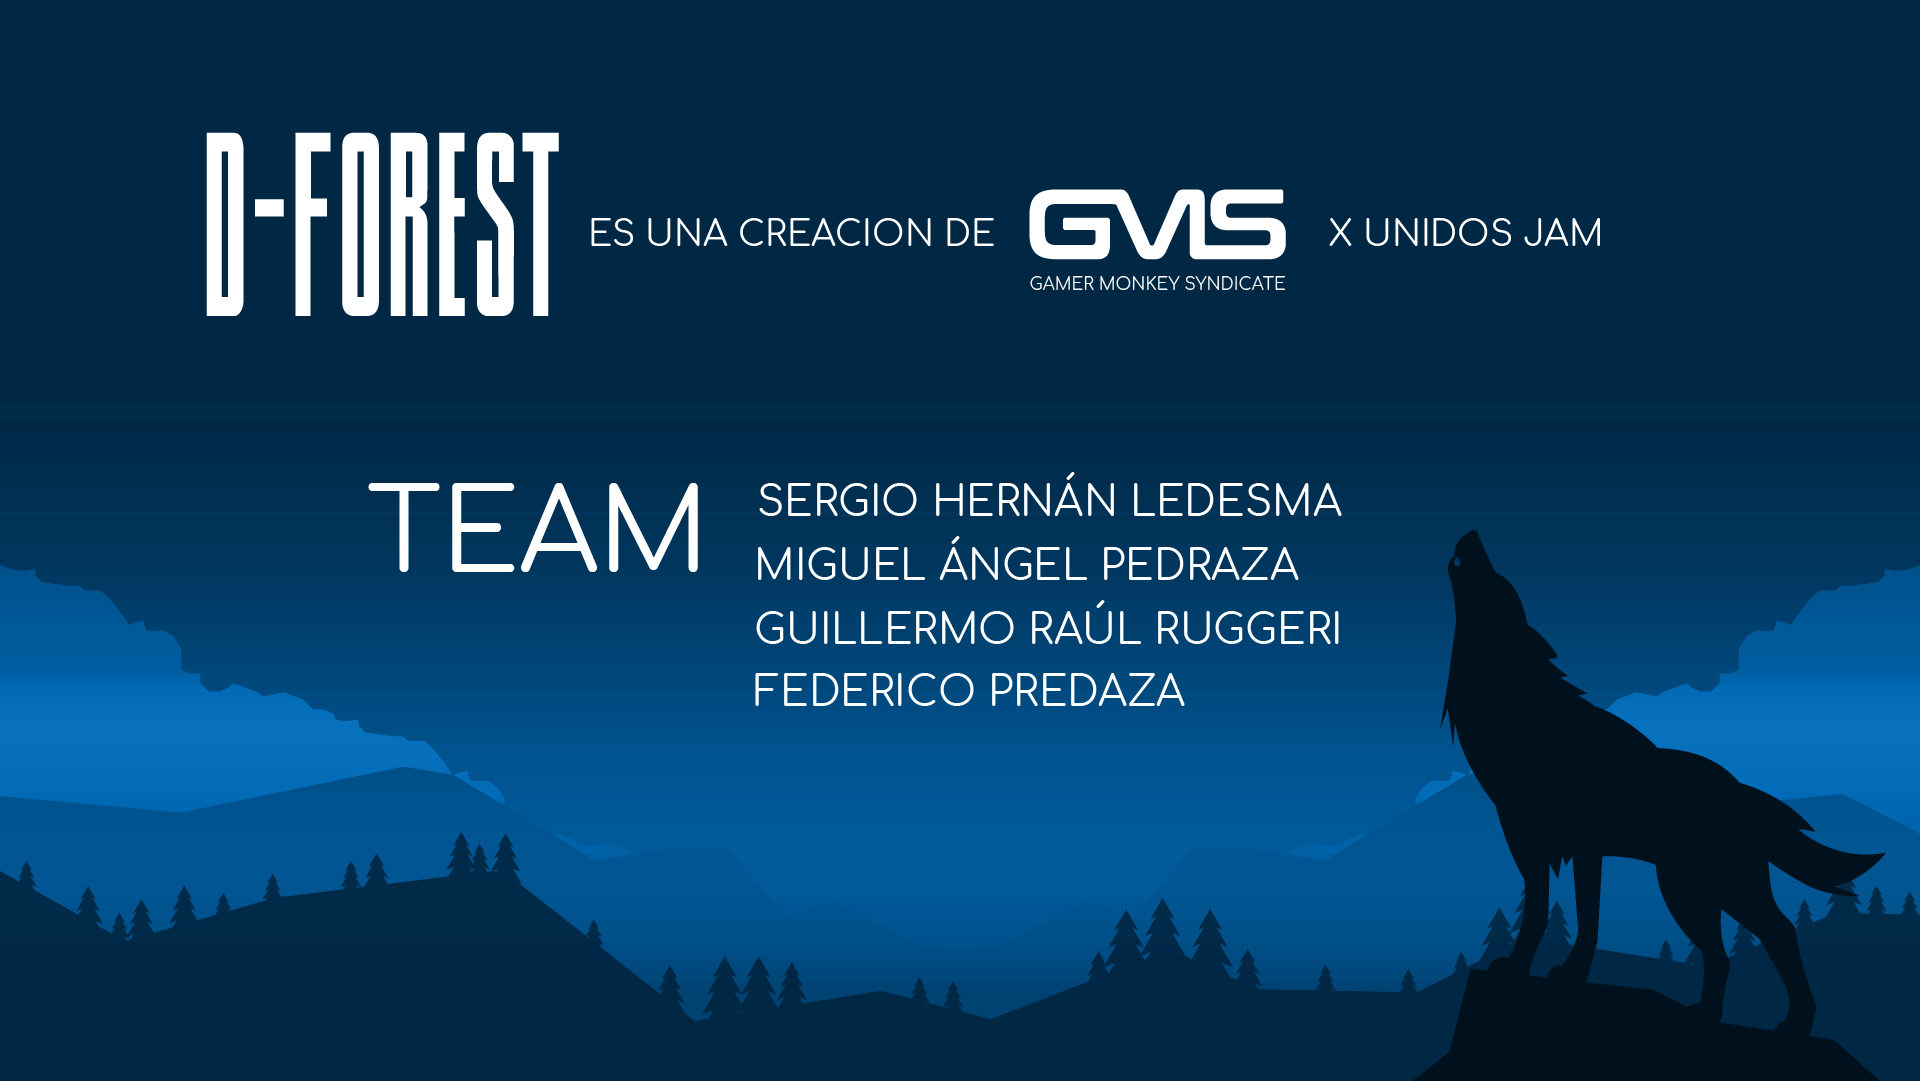 D-FOREST ES UNA CREACION DE GMS X UNIDOS JAM
GAMER MONKEY SYNDICATE
TEAM
SERGIO HERNÁN LEDESMA
MIGUEL ÁNGEL PEDRAZA
GUILLERMO RAÚL RUGGERI
FEDERICO PREDAZA